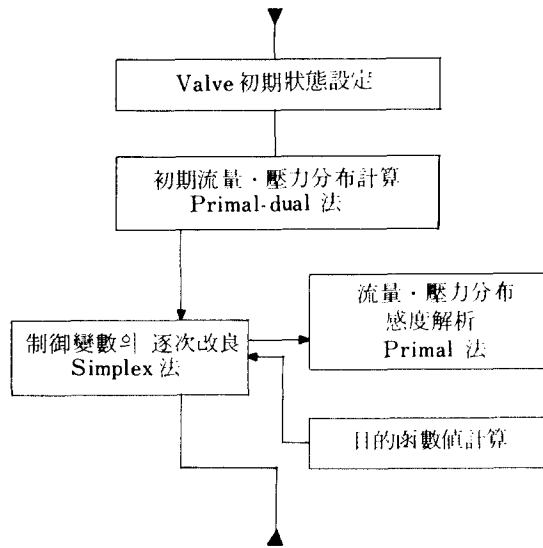 Valve 初期狀態設定
初期流量·壓力分布計算
Primal-dual 法
流量·壓力分布
感度解析
Primal 法
制御變數의 逐次改良
Simplex 法
目的函數値計算